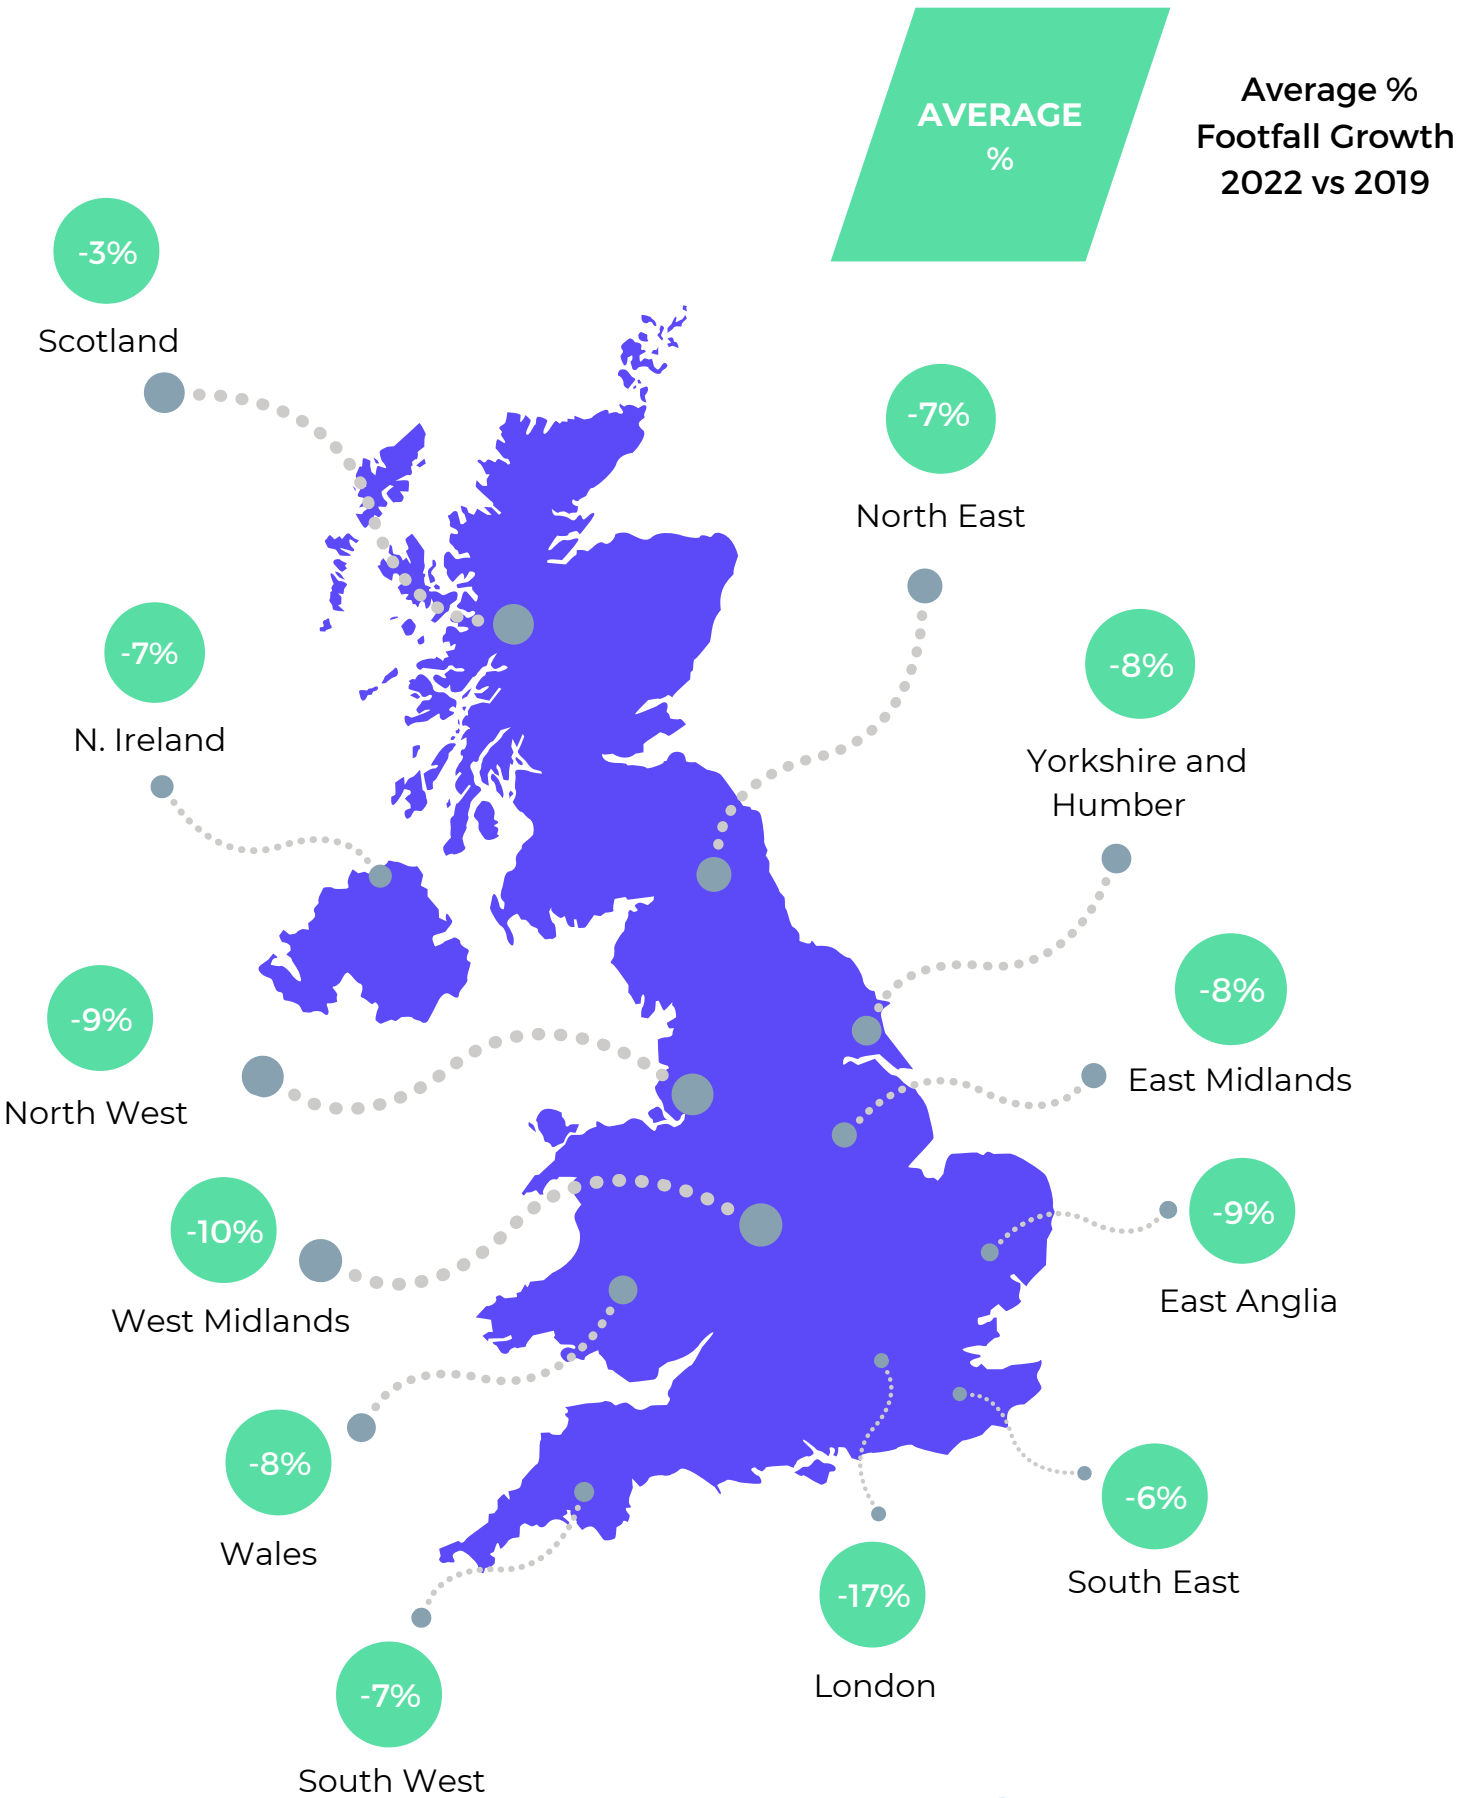 AVERAGE
%
Average %
Footfall Growth
2022 vs 2019
-3%
Scotland
-7%
North East
-7%
N. Ireland
-8%
Yorkshire and
Humber
-9%
North West
-8%
East Midlands
-10%
West Midlands
-9%
East Anglia
-8%
Wales
-6%
South East
-17%
London
-7%
South West